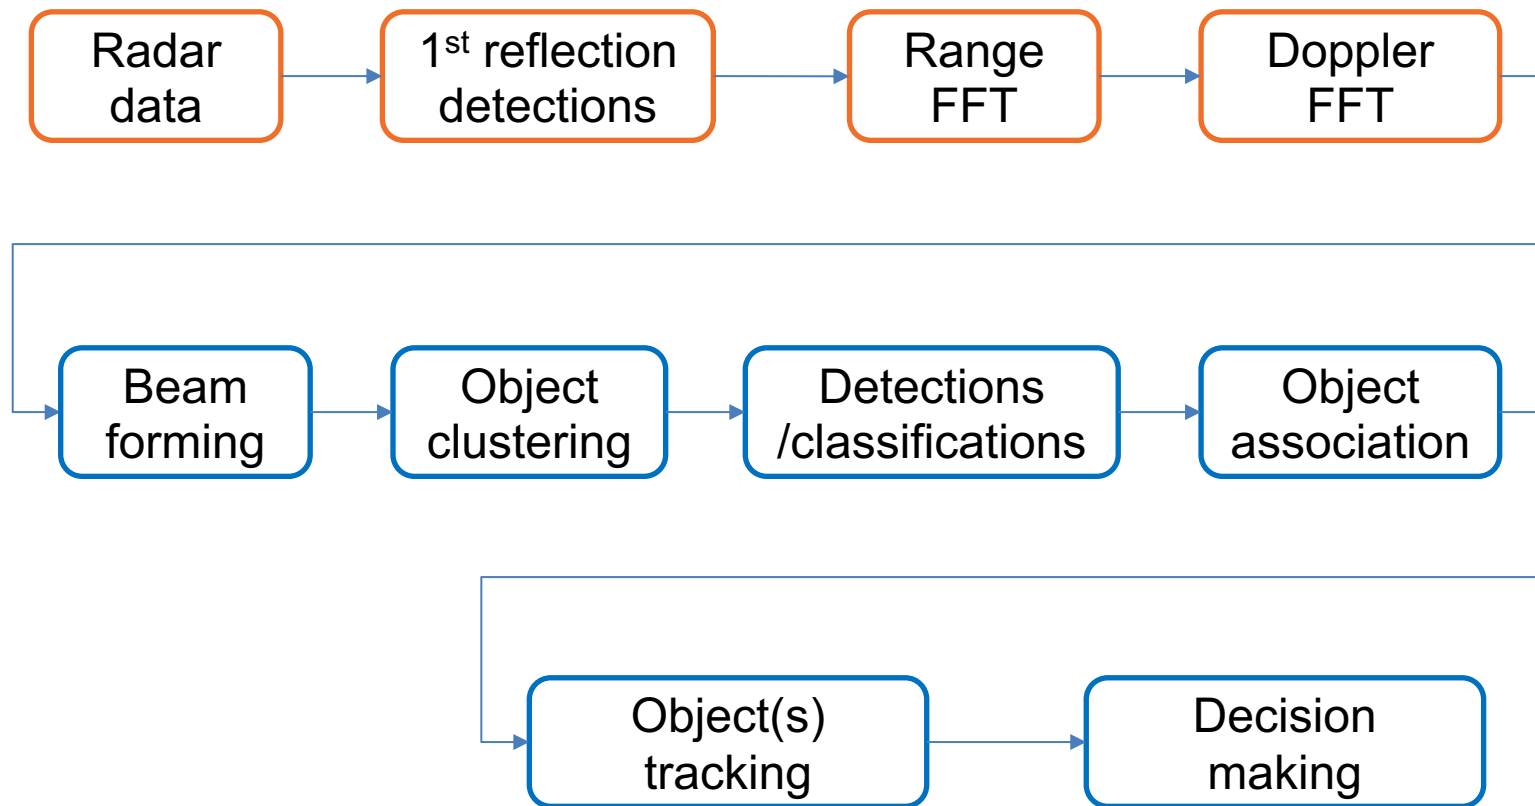 Radar
data
1st reflection
detections
Range
FFT
Doppler
FFT
Beam
forming
Object
clustering
Detections
/classifications
Object
association
Object(s)
tracking
Decision
making